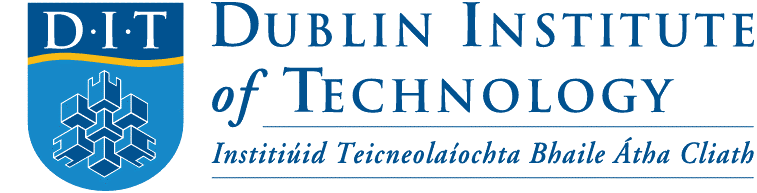 D·I·T
DUBLIN INSTITUTE
of TECHNOLOGY
Institiúid Teicneolaíochta Bhaile Átha Cliath